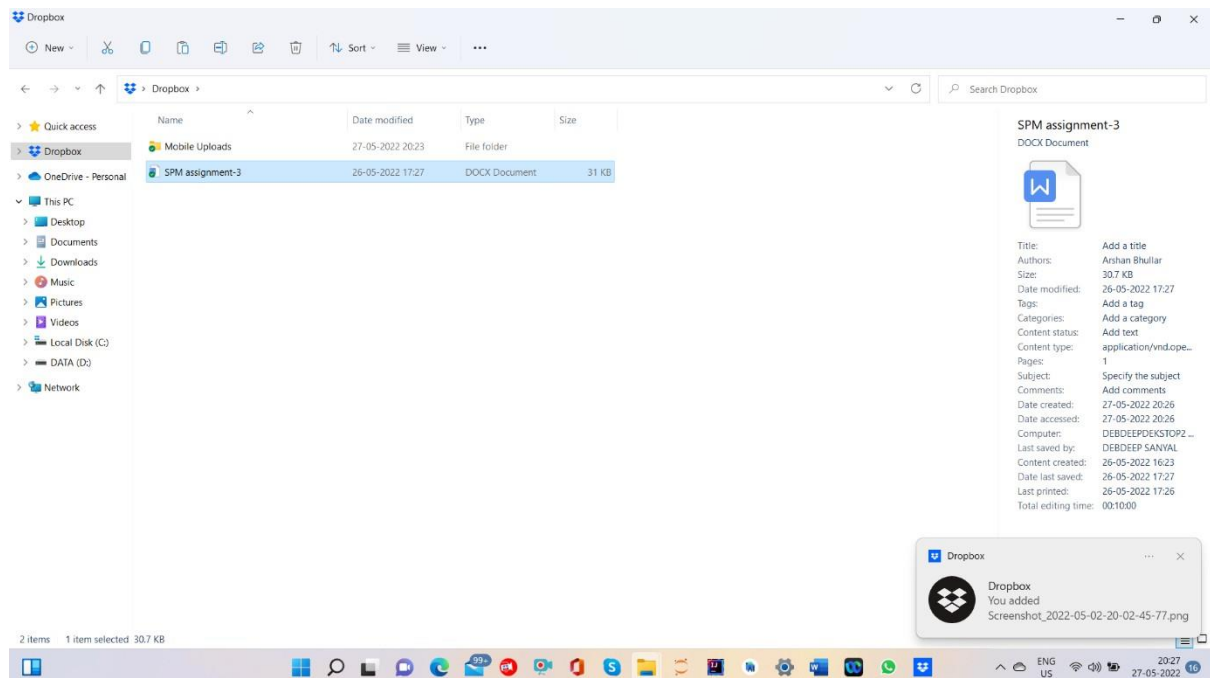 Dropbox
New
Sort
View
Dropbox
Search Dropbox
Quick access
Dropbox
OneDrive - Personal
This PC
Desktop
Documents
Downloads
Music
Pictures
Videos
Local Disk (C:)
DATA (D:)
Network
Name Date modified Type Size
Mobile Uploads 27-05-2022 20:23 File folder
SPM assignment-3 26-05-2022 17:27 DOCX Document 31 KB
SPM assignment-3
DOCX Document
W
Title: Add a title
Authors: Arshan Bhullar
Size: 30.7 KB
Date modified: 26-05-2022 17:27
Tags: Add a tag
Categories: Add a category
Content status: Add text
Content type: application/vnd.ope...
Pages: 1
Subject: Specify the subject
Comments: Add comments
Date created: 27-05-2022 20:26
Date accessed: 27-05-2022 20:26
Computer: DEBDEEPDEKSTOP2 ...
Last saved by: DEBDEEP SANYAL
Content created: 26-05-2022 16:23
Date last saved: 26-05-2022 17:27
Last printed: 26-05-2022 17:26
Total editing time: 00:10:00
Dropbox
Dropbox
You added
Screenshot_2022-05-02-20-02-45-77.png
2 items 1 item selected 30.7 KB
99+
ENG
US
20:27
27-05-2022
16